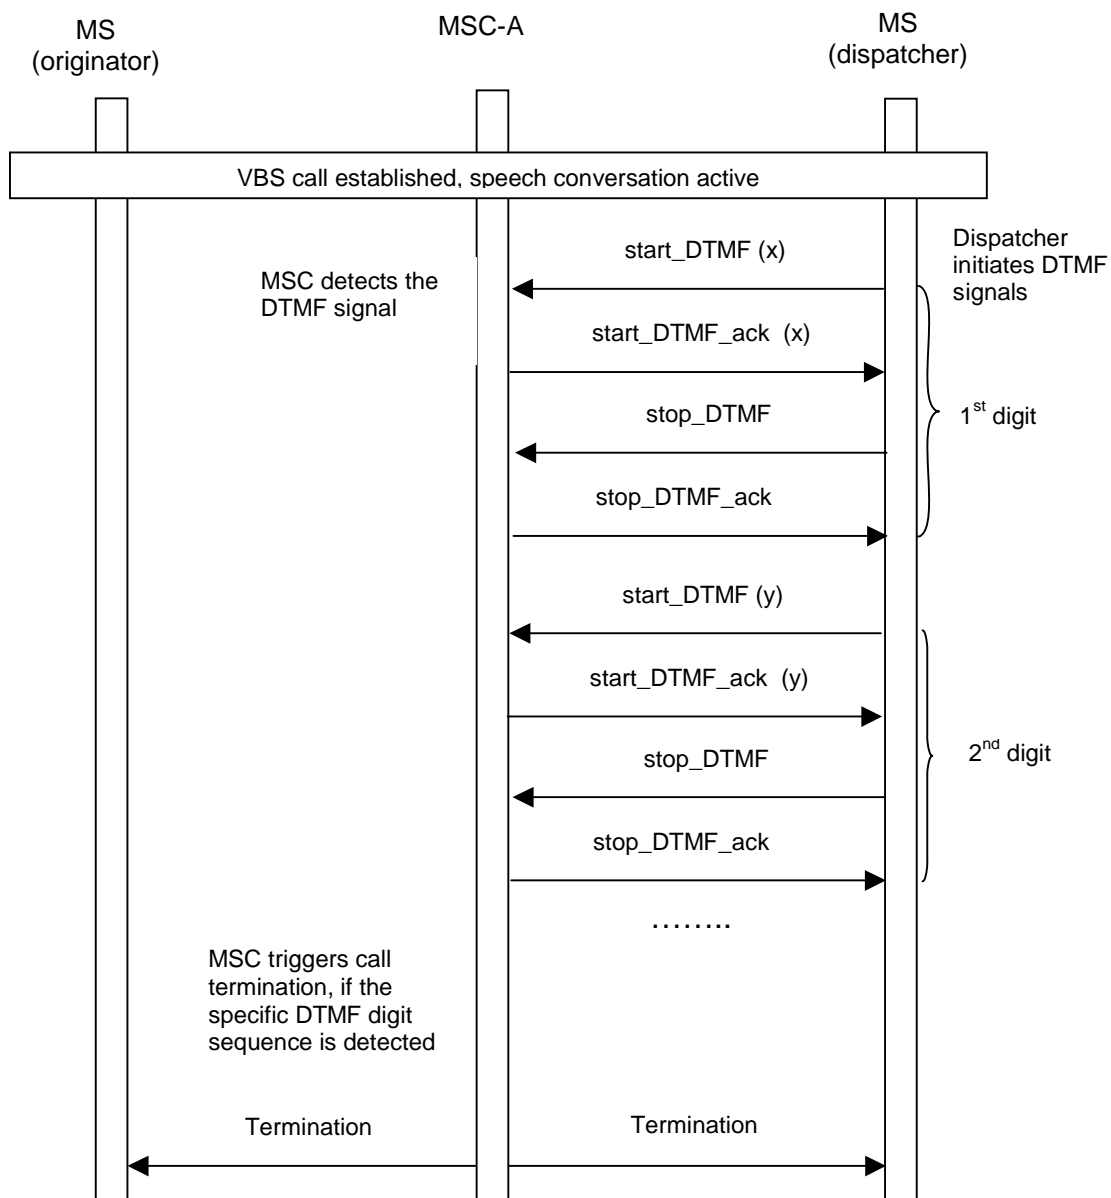 MS
(originator)
MSC-A
MS
(dispatcher)
VBS call established, speech conversation active
start_DTMF (x)
Dispatcher
initiates DTMF
signals
MSC detects the
DTMF signal
start_DTMF_ack (x)
stop_DTMF
1st digit
stop_DTMF_ack
start_DTMF (y)
start_DTMF_ack (y)
stop_DTMF
2nd digit
stop_DTMF_ack
........
MSC triggers call
termination, if the
specific DTMF digit
sequence is detected
Termination
Termination